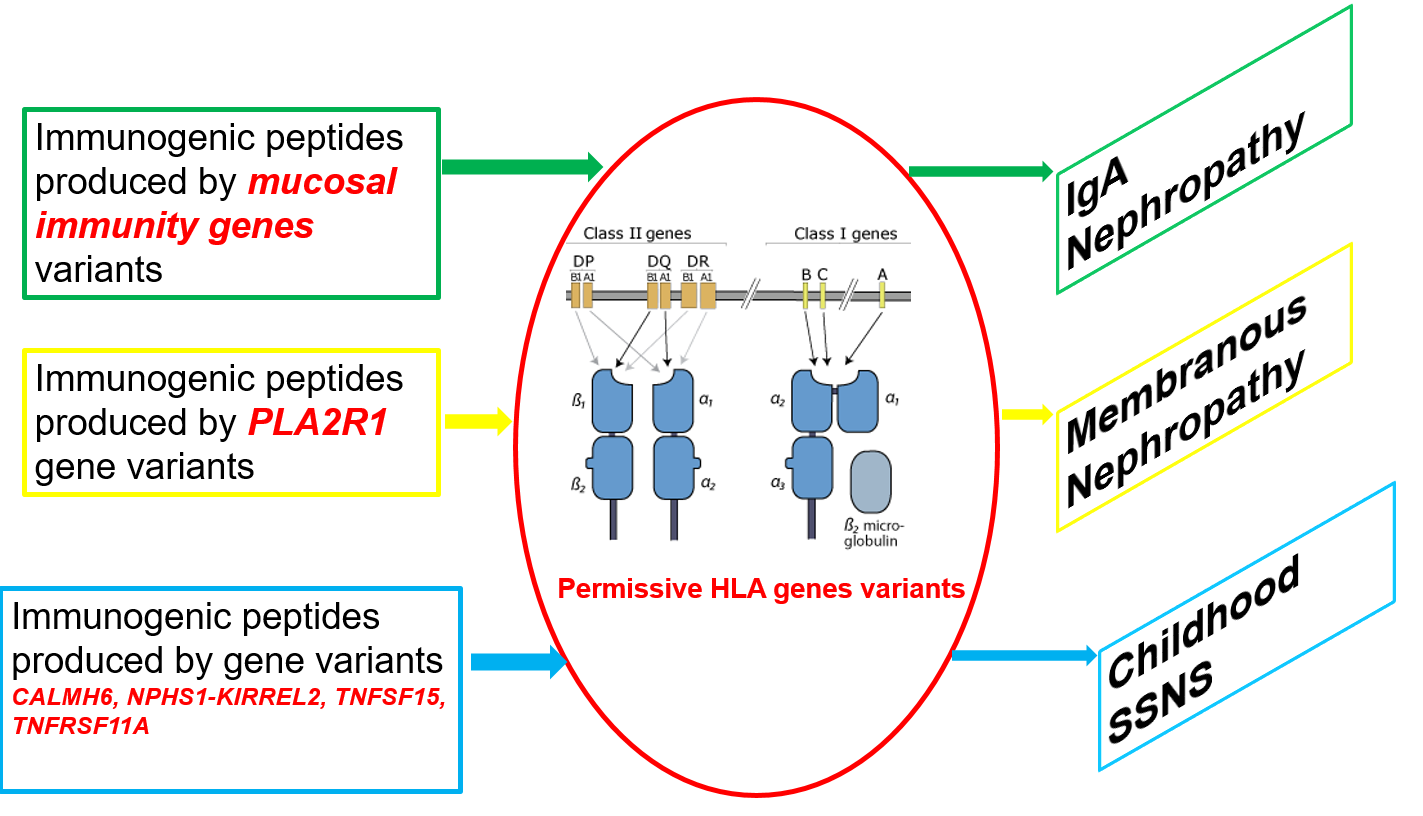 Immunogenic peptides
produced by mucosal
immunity genes
variants
Immunogenic peptides
produced by PLA2R1
gene variants
Immunogenic peptides
produced by gene variants
CALMH6, NPHS1-KIRREL2, TNFSF15,
TNFRSF11A
Class II genes
Class I genes
DP
DQ
DR
B1 A1
B1 A1
B1 A1
B C
A
ß1
α1
ß2
α2
α2
α1
α3
ß2 micro-
globulin
Permissive HLA genes variants
IgA
Nephropathy
Membranous
Nephropathy
Childhood
SSNS